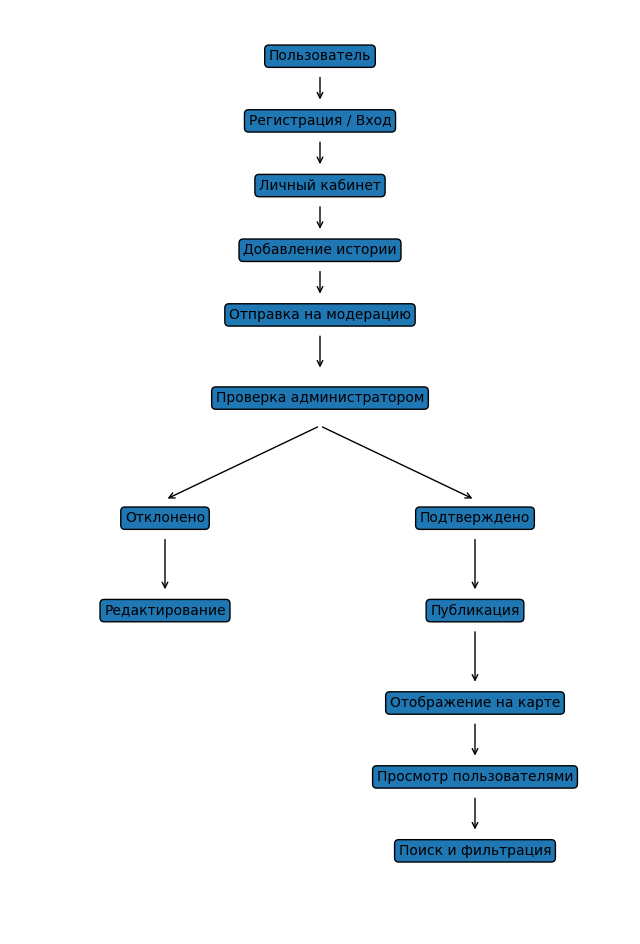 Пользователь
Регистрация / Вход
Личный кабинет
Добавление истории
Отправка на модерацию
Проверка администратором
Отклонено
Подтверждено
Редактирование
Публикация
Отображение на карте
Просмотр пользователями
Поиск и фильтрация